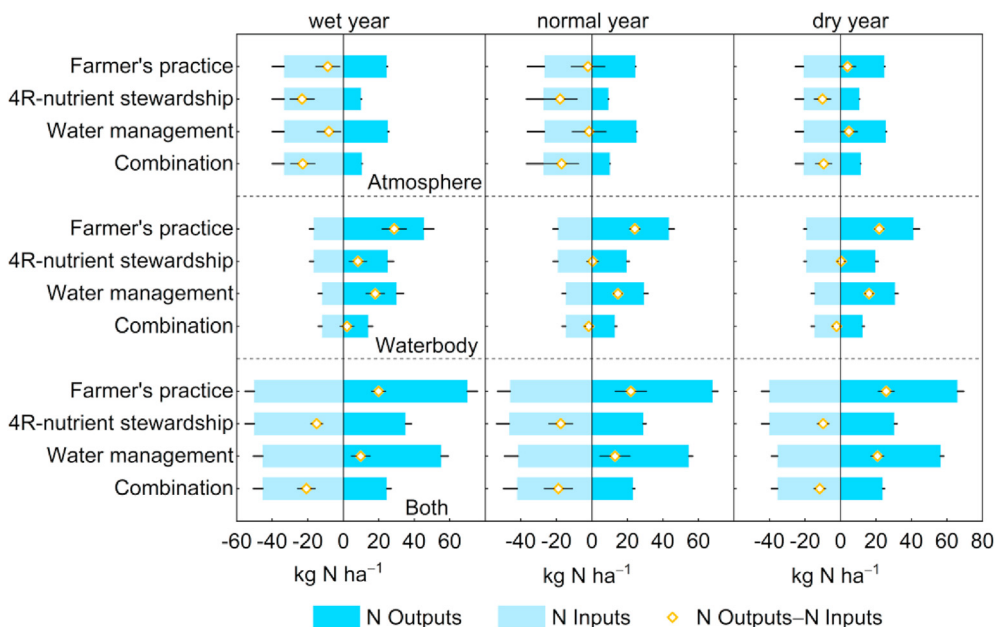 wet year normal year dry year
Farmer's practice
4R-nutrient stewardship
Water management
Combination
Atmosphere
Farmer's practice
4R-nutrient stewardship
Water management
Combination
Waterbody
Farmer's practice
4R-nutrient stewardship
Water management
Combination
Both
-60 -40 -20 0 20 40 60 -40 -20 0 20 40 60 -40 -20 0 20 40 60 80
kg N ha⁻¹ kg N ha⁻¹ kg N ha⁻¹
N Outputs N Inputs N Outputs–N Inputs